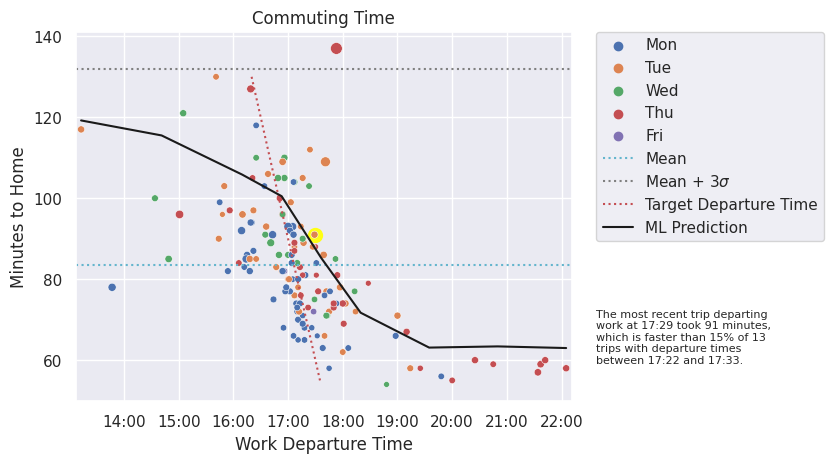 Commuting Time
140
120
100
80
60
Minutes to Home
14:00 15:00 16:00 17:00 18:00 19:00 20:00 21:00 22:00
Work Departure Time
Mon
Tue
Wed
Thu
Fri
Mean
Mean + 3σ
Target Departure Time
ML Prediction
The most recent trip departing
work at 17:29 took 91 minutes,
which is faster than 15% of 13
trips with departure times
between 17:22 and 17:33.